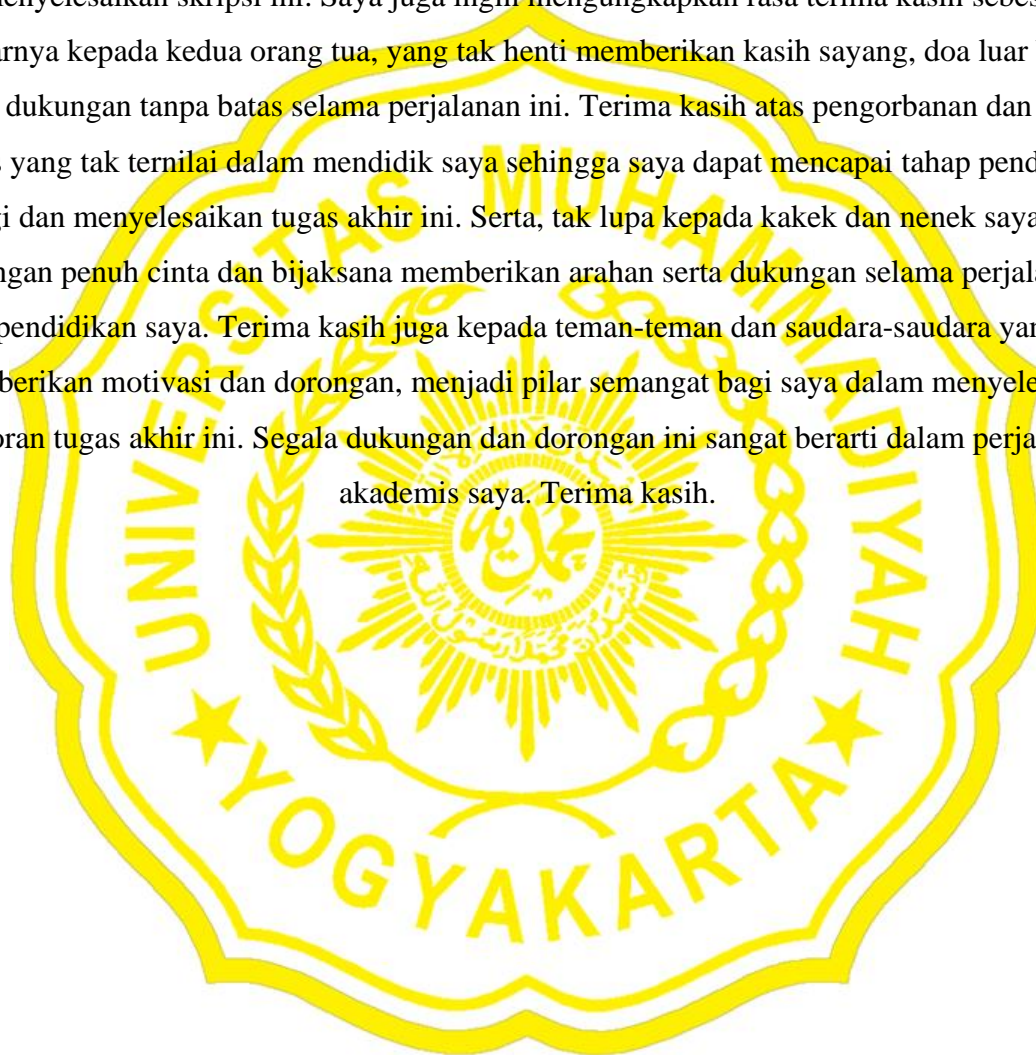 menyelesaikan skripsi ini. Saya juga ingin mengungkapkan rasa terima kasih sebes
arnya kepada kedua orang tua, yang tak henti memberikan kasih sayang, doa luar
dukungan tanpa batas selama perjalanan ini. Terima kasih atas pengorbanan dan
yang tak ternilai dalam mendidik saya sehingga saya dapat mencapai tahap pend
gi dan menyelesaikan tugas akhir ini. Serta, tak lupa kepada kakek dan nenek saya
ngan penuh cinta dan bijaksana memberikan arahan serta dukungan selama perjala
pendidikan saya. Terima kasih juga kepada teman-teman dan saudara-saudara yan
berikan motivasi dan dorongan, menjadi pilar semangat bagi saya dalam menyele
oran tugas akhir ini. Segala dukungan dan dorongan ini sangat berarti dalam perja
akademis saya. Terima kasih.
UNIVERSITAS MUHAMMADIYAH
★ YOGYAKARTA ★
محمدية